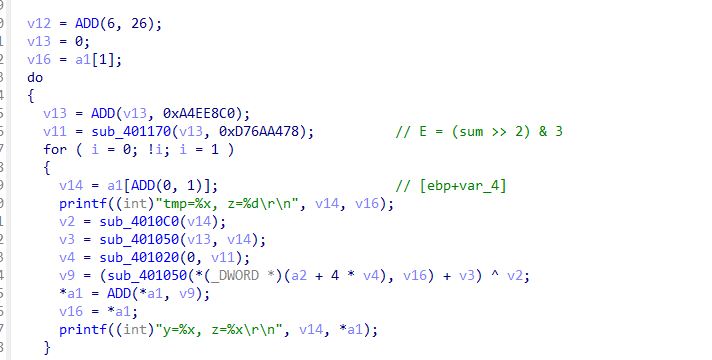 v12 = ADD(6, 26);
v13 = 0;
v16 = a1[1];
do
{
v13 = ADD(v13, 0xA4EE8C0);
v11 = sub_401170(v13, 0xD76AA478); // E = (sum >> 2) & 3
for ( i = 0; !i; i = 1 )
{
v14 = a1[ADD(0, 1)]; // [ebp+var_4]
printf((int)"tmp=%x, z=%d\r\n", v14, v16);
v2 = sub_4010C0(v14);
v3 = sub_401050(v13, v14);
v4 = sub_401020(0, v11);
v9 = (sub_401050(*(_DWORD *)(a2 + 4 * v4), v16) + v3) ^ v2;
*a1 = ADD(*a1, v9);
v16 = *a1;
printf((int)"y=%x, z=%x\r\n", v14, *a1);
}